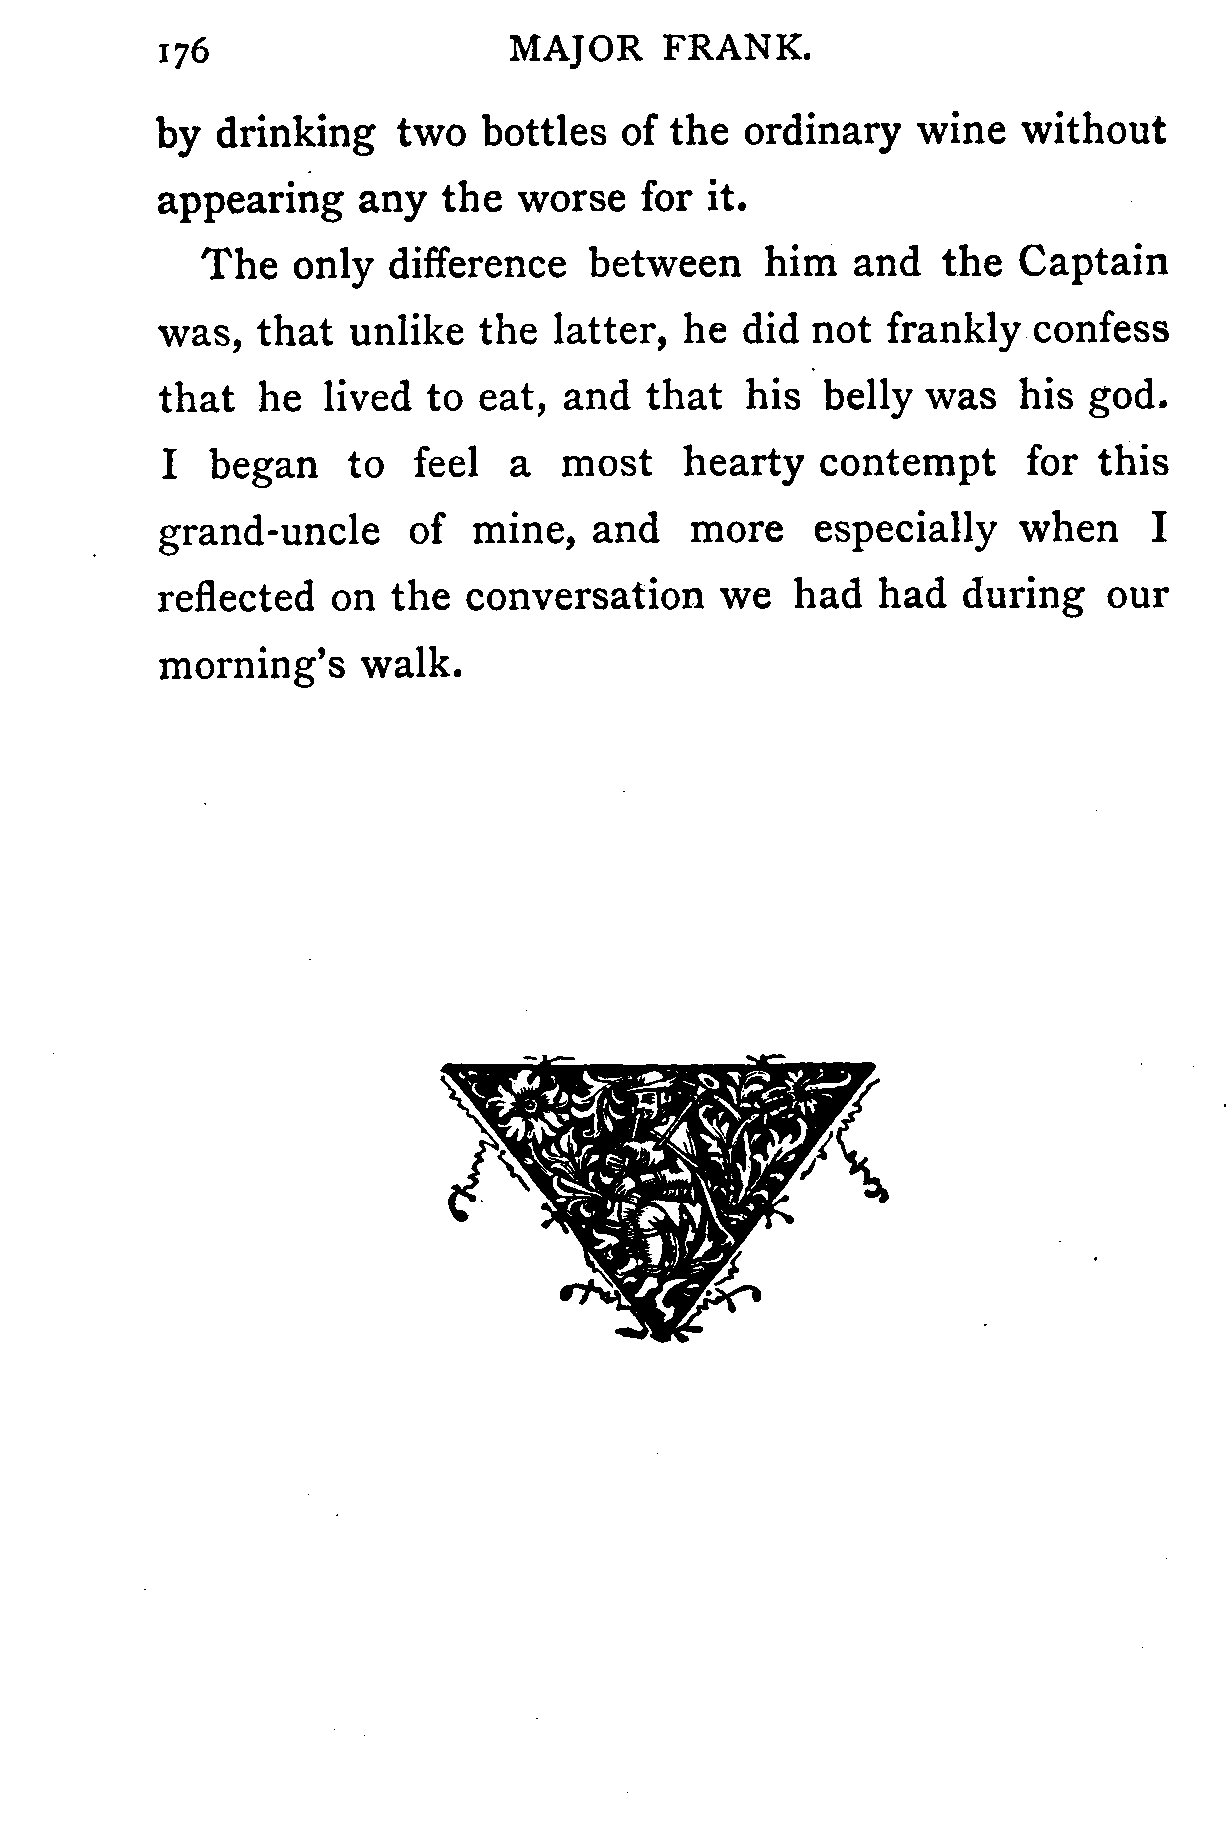 176 MAJOR FRANK.
by drinking two bottles of the ordinary wine without
appearing any the worse for it.
The only difference between him and the Captain
was, that unlike the latter, he did not frankly confess
that he lived to eat, and that his belly was his god.
I began to feel a most hearty contempt for this
grand-uncle of mine, and more especially when I
reflected on the conversation we had had during our
morning's walk.